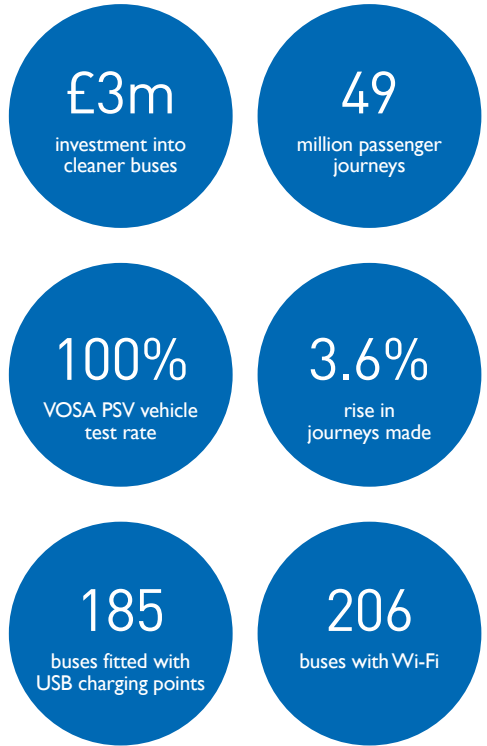 £3m
investment into
cleaner buses
49
million passenger
journeys
100%
VOSA PSV vehicle
test rate
3.6%
rise in
journeys made
185
buses fitted with
USB charging points
206
buses with Wi-Fi